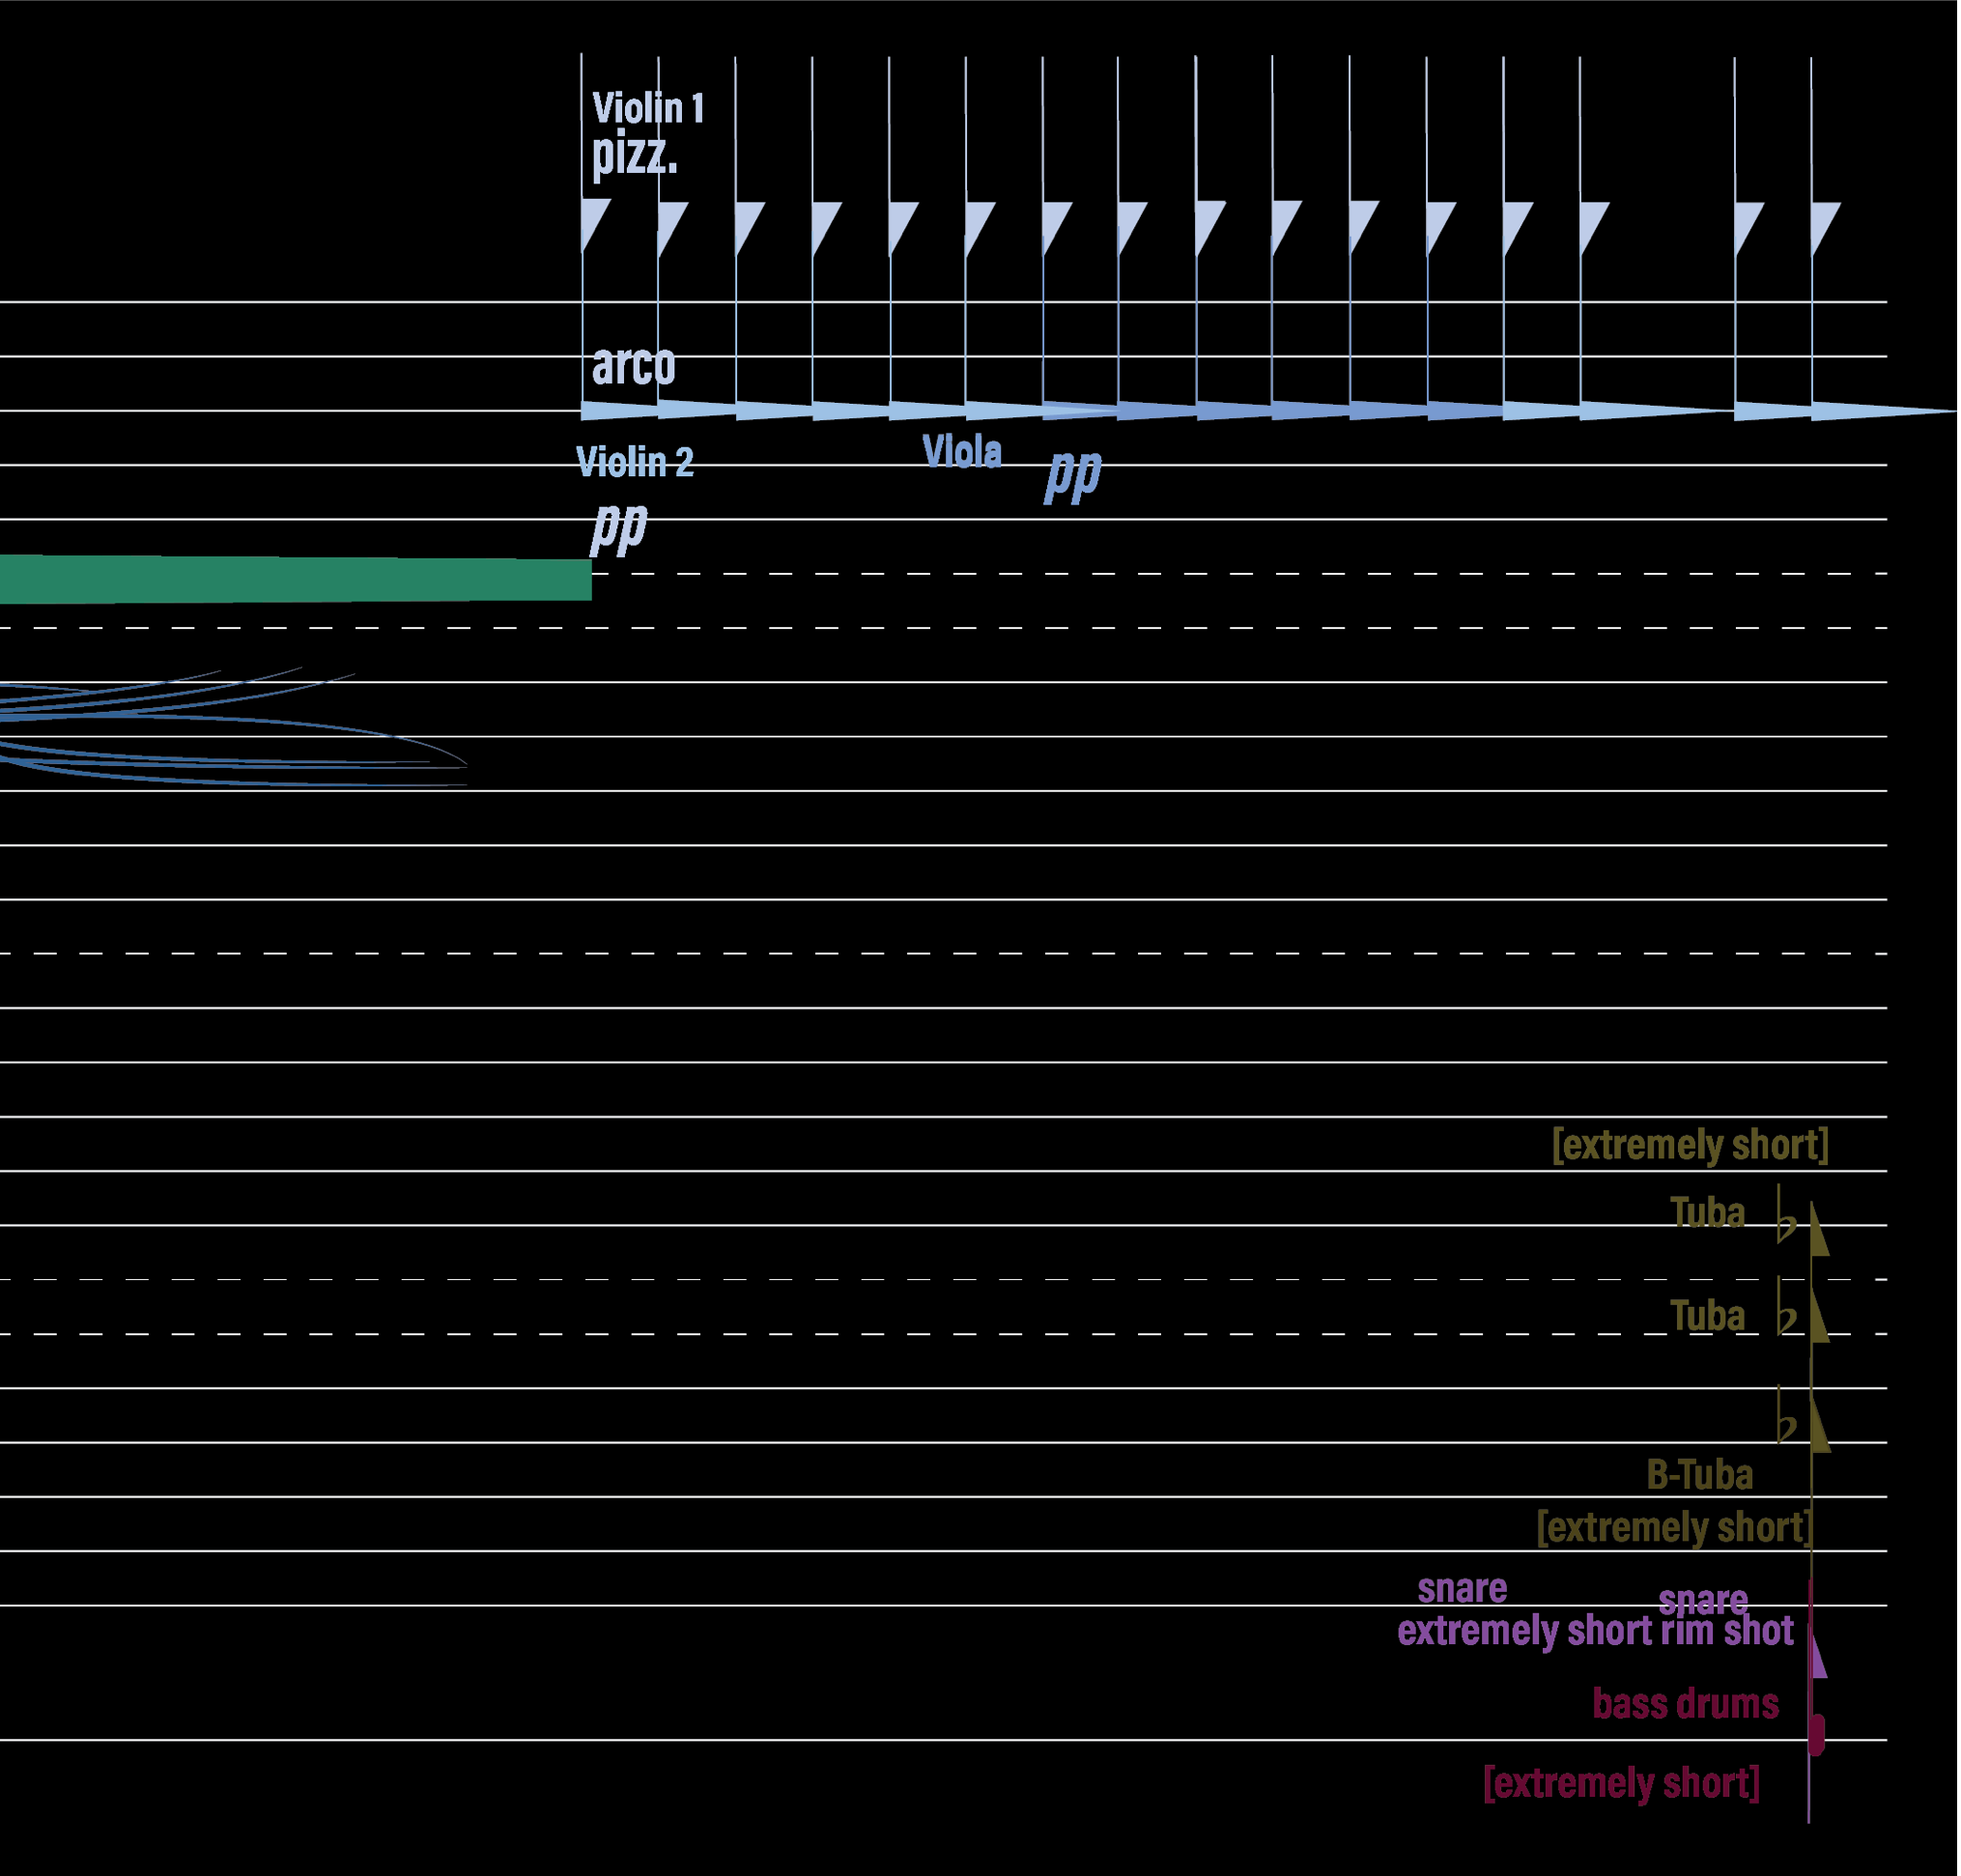 Violin 1
pizz.
arco
Viola
pp
Violin 2
pp
[extremely short]
Tuba ♭
Tuba ♭
♭
B-Tuba
[extremely short]
snare
snare
extremely short rim shot
bass drums
[extremely short]